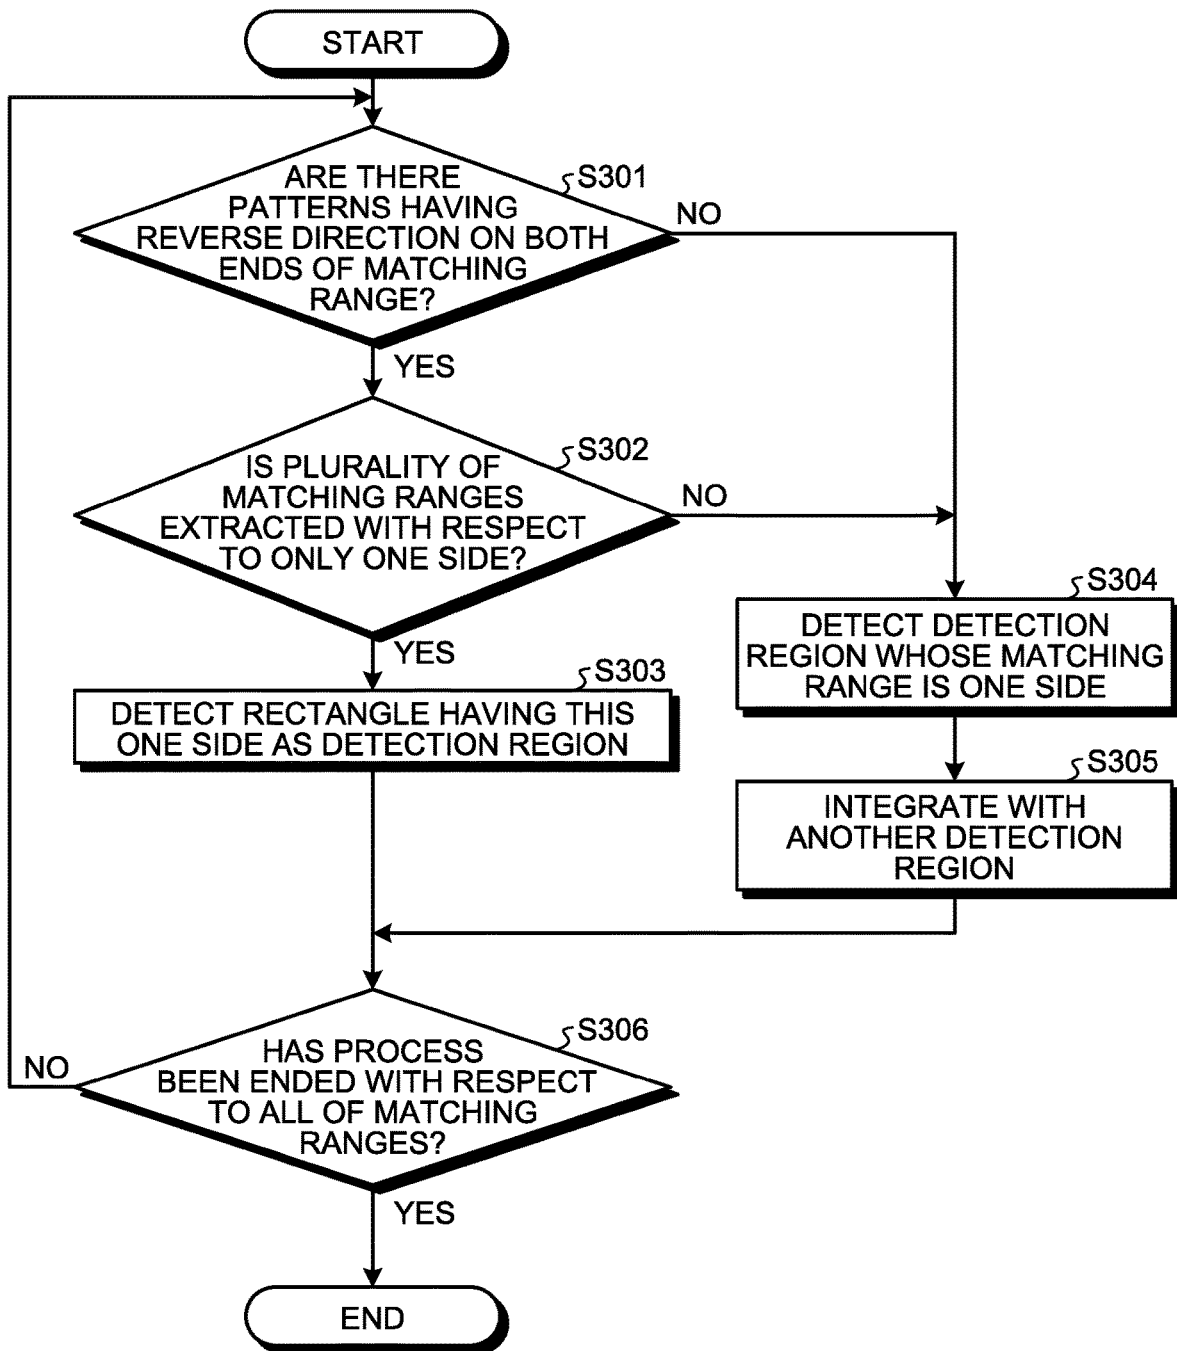 START
S301
ARE THERE
PATTERNS HAVING
REVERSE DIRECTION ON BOTH
ENDS OF MATCHING
RANGE?
NO
YES
S302
IS PLURALITY OF
MATCHING RANGES
EXTRACTED WITH RESPECT
TO ONLY ONE SIDE?
NO
YES
S303
DETECT RECTANGLE HAVING THIS
ONE SIDE AS DETECTION REGION
S304
DETECT DETECTION
REGION WHOSE MATCHING
RANGE IS ONE SIDE
S305
INTEGRATE WITH
ANOTHER DETECTION
REGION
S306
HAS PROCESS
BEEN ENDED WITH RESPECT
TO ALL OF MATCHING
RANGES?
NO
YES
END